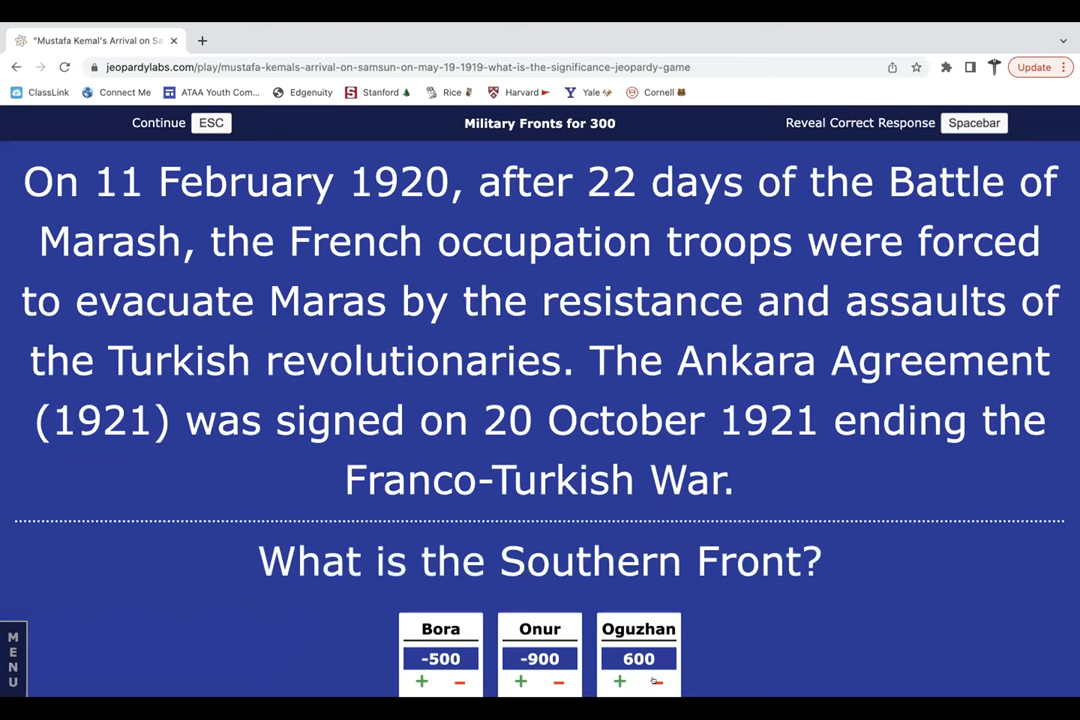 "Mustafa Kemal's Arrival on Sa
jeopardylabs.com/play/mustafa-kemals-arrival-on-samsun-on-may-19-1919-what-is-the-significance-jeopardy-game
Update
ClassLink Connect Me ATAA Youth Com... Edgenuity Stanford Rice Harvard Yale Cornell
Continue ESC Military Fronts for 300 Reveal Correct Response Spacebar
On 11 February 1920, after 22 days of the Battle of
Marash, the French occupation troops were forced
to evacuate Maras by the resistance and assaults of
the Turkish revolutionaries. The Ankara Agreement
(1921) was signed on 20 October 1921 ending the
Franco-Turkish War.
What is the Southern Front?
MENU
Bora Onur Oguzhan
-500 -900 600
+ − + − + −